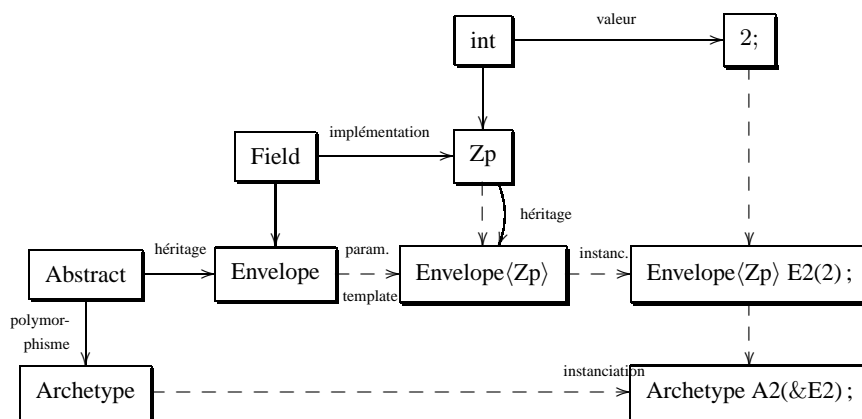 int
valeur
2;
Field
implémentation
Zp
héritage
Abstract
héritage
Envelope
param.
template
Envelope⟨Zp⟩
instanc.
Envelope⟨Zp⟩ E2(2) ;
polymor-
phisme
Archetype
instanciation
Archetype A2(&E2) ;